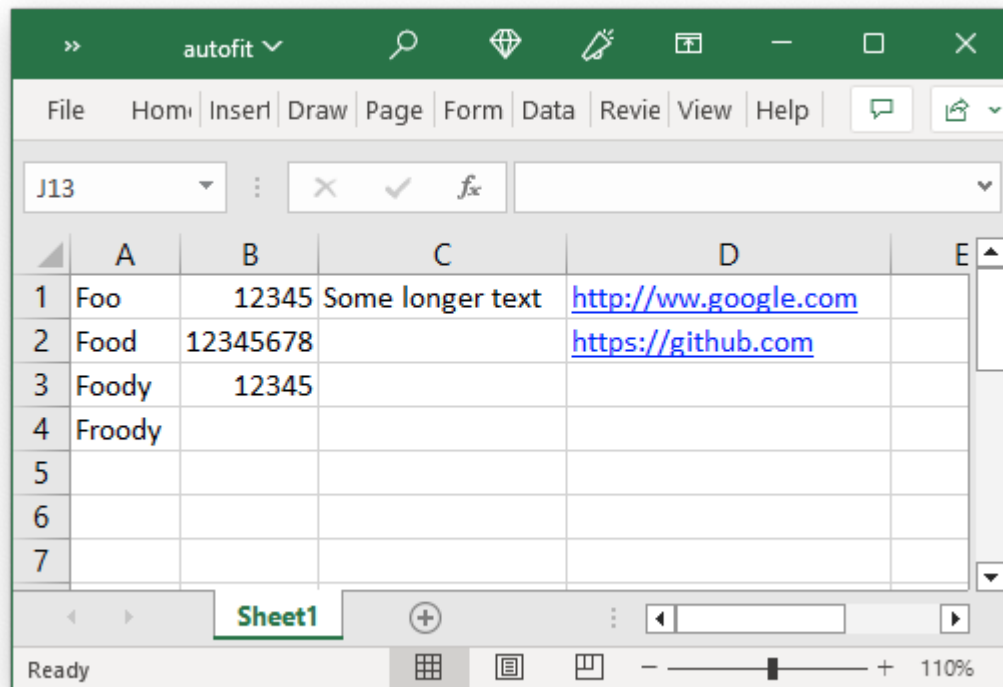 » autofit
File Hom Insert Draw Page Form Data Revie View Help
J13 fx
A B C D E
1 Foo 12345 Some longer text http://ww.google.com
2 Food 12345678 https://github.com
3 Foody 12345
4 Froody
5
6
7
Sheet1
Ready 110%